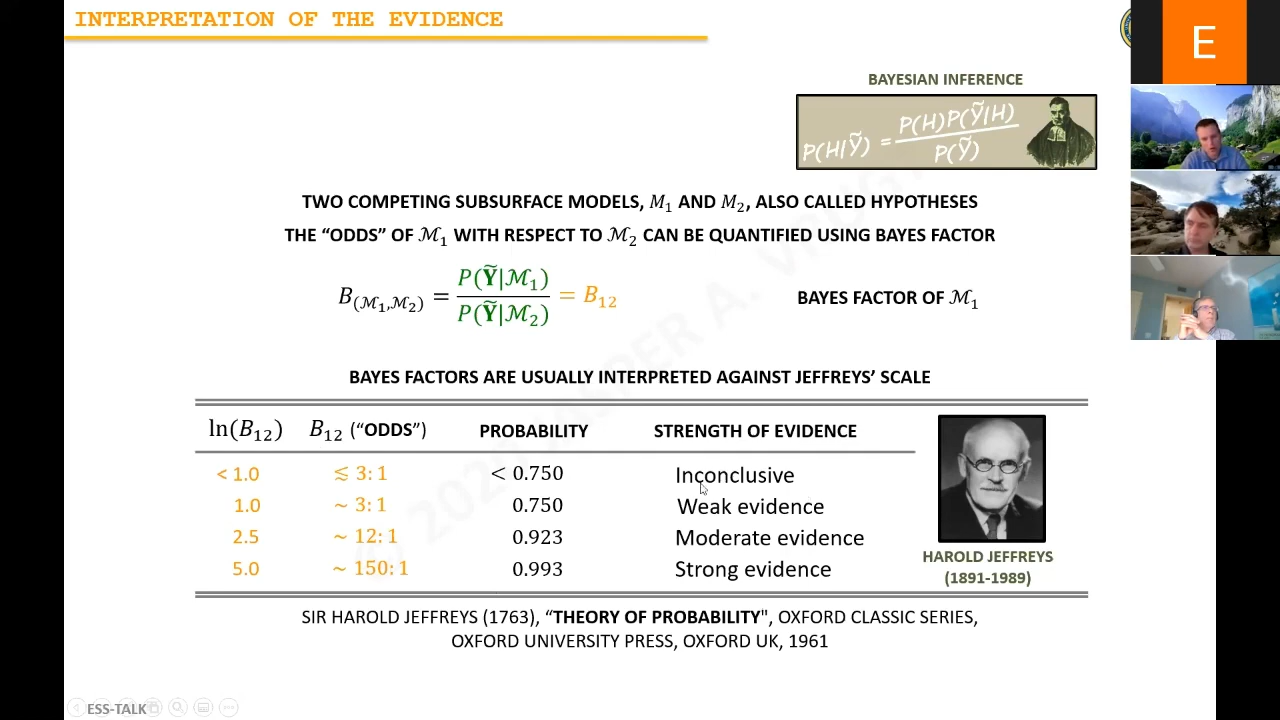 INTERPRETATION OF THE EVIDENCE
E
BAYESIAN INFERENCE
P(H|Ỹ) = P(H)P(Ỹ|H) / P(Ỹ)
TWO COMPETING SUBSURFACE MODELS, M₁ AND M₂, ALSO CALLED HYPOTHESES
THE “ODDS” OF ℳ₁ WITH RESPECT TO ℳ₂ CAN BE QUANTIFIED USING BAYES FACTOR
B(ℳ₁,ℳ₂) = P(Ỹ|ℳ₁) / P(Ỹ|ℳ₂) = B₁₂
BAYES FACTOR OF ℳ₁
BAYES FACTORS ARE USUALLY INTERPRETED AGAINST JEFFREYS’ SCALE
ln(B₁₂) B₁₂ (“ODDS”) PROBABILITY STRENGTH OF EVIDENCE
< 1.0 ≲ 3:1 < 0.750 Inconclusive
1.0 ~ 3:1 0.750 Weak evidence
2.5 ~ 12:1 0.923 Moderate evidence
5.0 ~ 150:1 0.993 Strong evidence
HAROLD JEFFREYS
(1891-1989)
SIR HAROLD JEFFREYS (1763), “THEORY OF PROBABILITY", OXFORD CLASSIC SERIES,
OXFORD UNIVERSITY PRESS, OXFORD UK, 1961
ESS-TALK